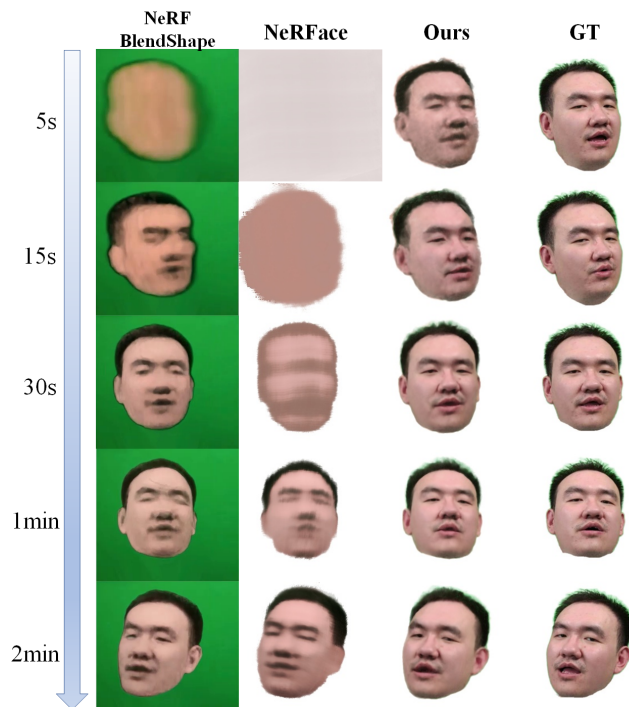 NeRF
BlendShape
NeRFace
Ours
GT
5s
15s
30s
1min
2min